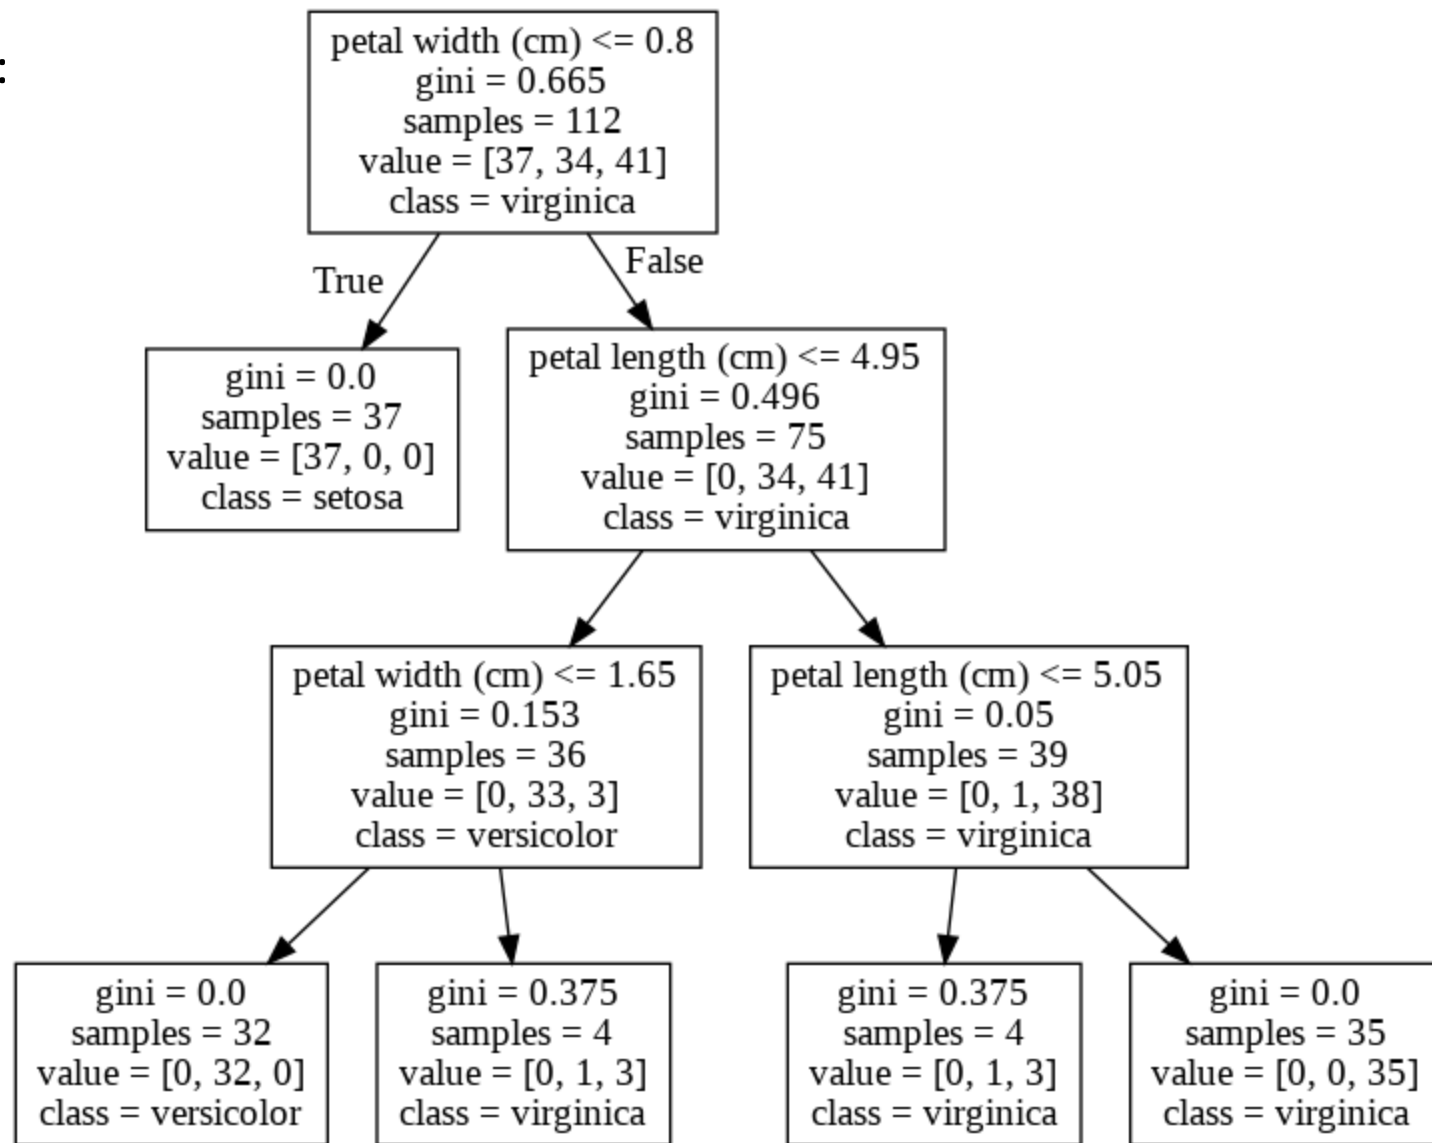 :
petal width (cm) <= 0.8
gini = 0.665
samples = 112
value = [37, 34, 41]
class = virginica
True
False
gini = 0.0
samples = 37
value = [37, 0, 0]
class = setosa
petal length (cm) <= 4.95
gini = 0.496
samples = 75
value = [0, 34, 41]
class = virginica
petal width (cm) <= 1.65
gini = 0.153
samples = 36
value = [0, 33, 3]
class = versicolor
petal length (cm) <= 5.05
gini = 0.05
samples = 39
value = [0, 1, 38]
class = virginica
gini = 0.0
samples = 32
value = [0, 32, 0]
class = versicolor
gini = 0.375
samples = 4
value = [0, 1, 3]
class = virginica
gini = 0.375
samples = 4
value = [0, 1, 3]
class = virginica
gini = 0.0
samples = 35
value = [0, 0, 35]
class = virginica